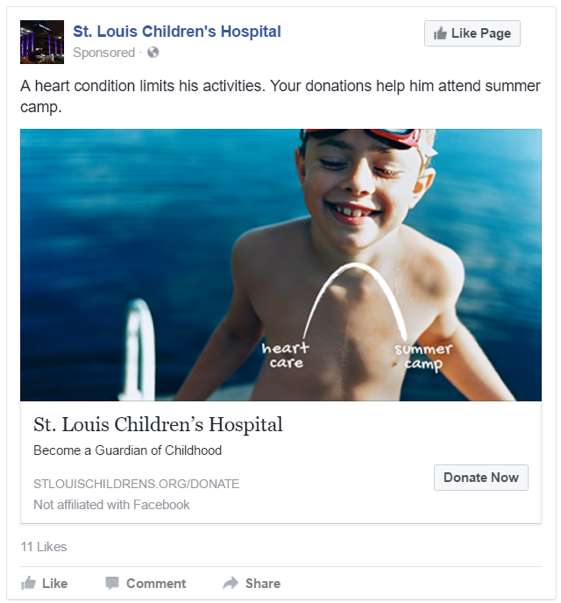 St. Louis Children's Hospital
Like Page
Sponsored ·
A heart condition limits his activities. Your donations help him attend summer
camp.
heart
care
summer
camp
St. Louis Children’s Hospital
Become a Guardian of Childhood
STLOUISCHILDRENS.ORG/DONATE
Donate Now
Not affiliated with Facebook
11 Likes
Like Comment Share